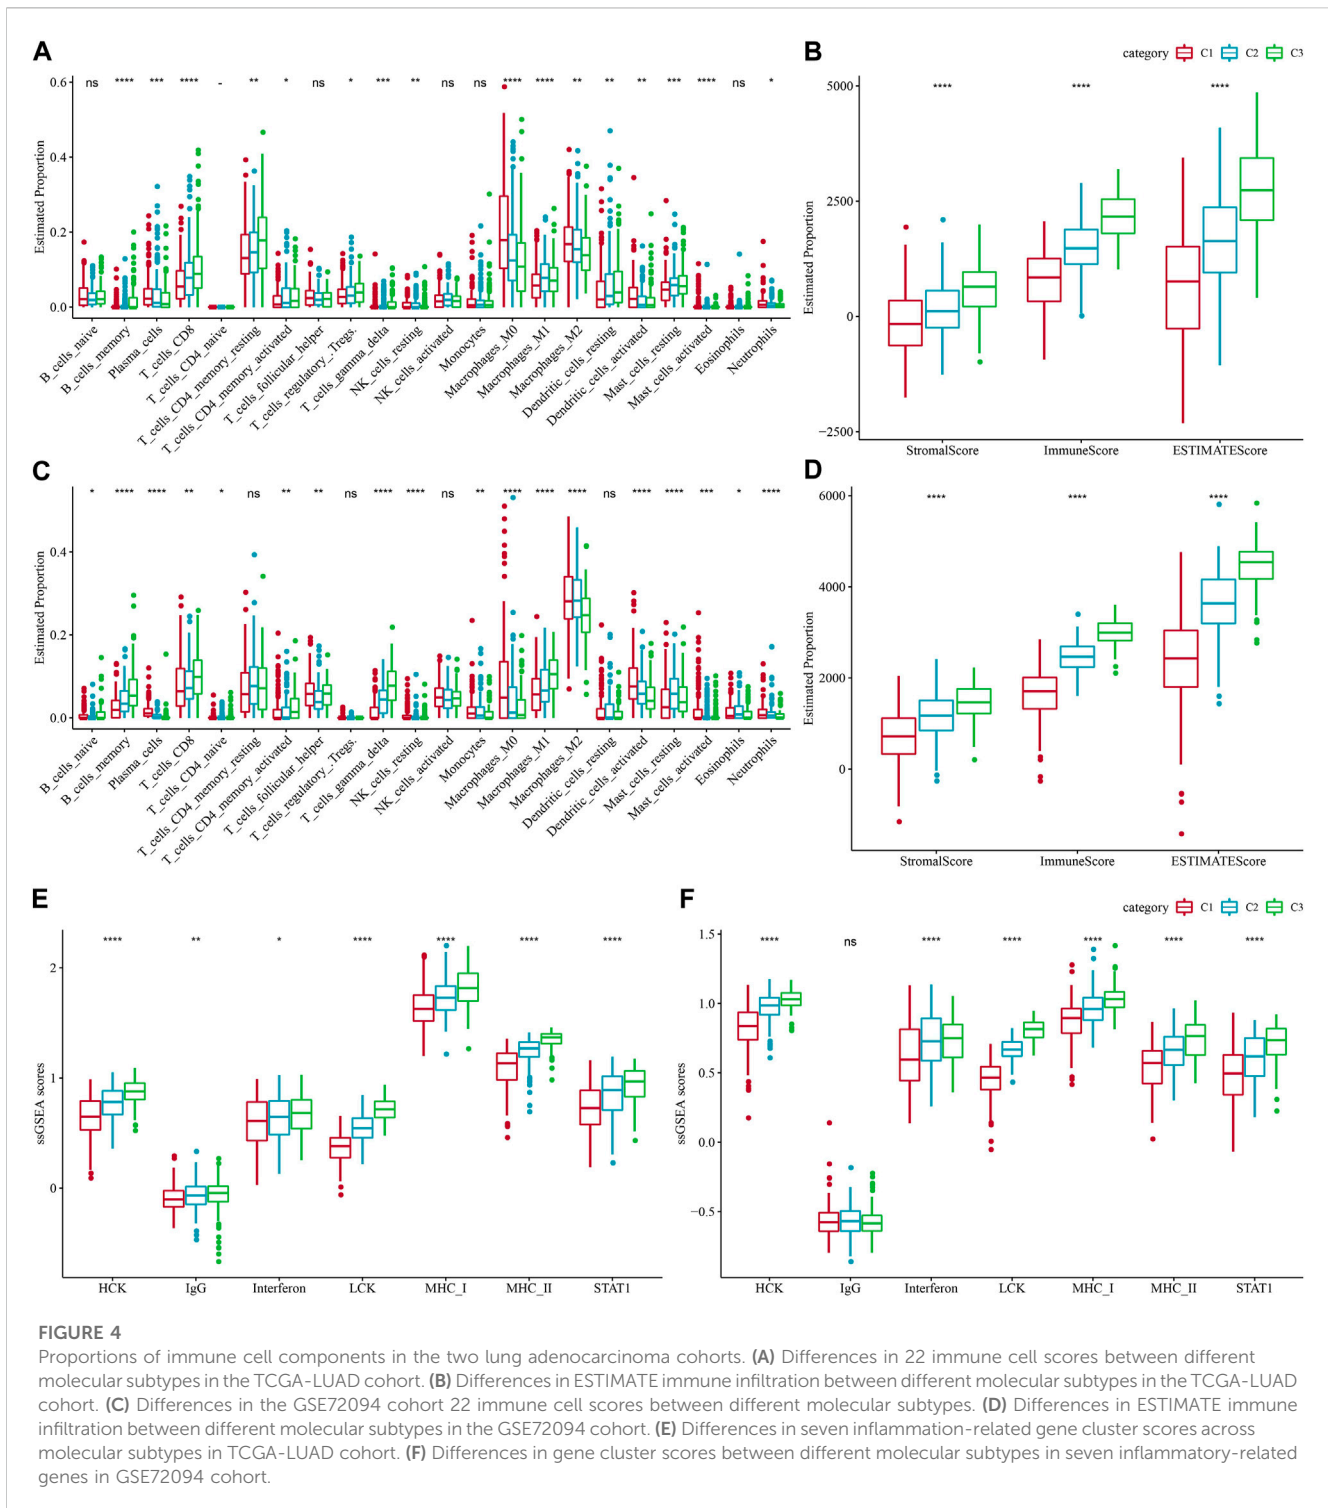 A
ns **** *** **** - ** * ns * *** ** ns ns **** **** ** ** ** *** **** ns *
Estimated Proportion
0.6
0.4
0.2
0.0
B_cells_naive
B_cells_memory
Plasma_cells
T_cells_CD8
T_cells_CD4_naive
T_cells_CD4_memory_resting
T_cells_CD4_memory_activated
T_cells_follicular_helper
T_cells_regulatory_.Tregs.
T_cells_gamma_delta
NK_cells_resting
NK_cells_activated
Monocytes
Macrophages_M0
Macrophages_M1
Macrophages_M2
Dendritic_cells_resting
Dendritic_cells_activated
Mast_cells_resting
Mast_cells_activated
Eosinophils
Neutrophils
B
category C1 C2 C3
**** **** ****
Estimated Proportion
5000
2500
0
−2500
StromalScore ImmuneScore ESTIMATEScore
C
* **** **** ** * ns ** ** ns **** **** ns ** **** **** **** ns **** **** *** * ****
Estimated Proportion
0.4
0.2
0.0
B_cells_naive
B_cells_memory
Plasma_cells
T_cells_CD8
T_cells_CD4_naive
T_cells_CD4_memory_resting
T_cells_CD4_memory_activated
T_cells_follicular_helper
T_cells_regulatory_.Tregs.
T_cells_gamma_delta
NK_cells_resting
NK_cells_activated
Monocytes
Macrophages_M0
Macrophages_M1
Macrophages_M2
Dendritic_cells_resting
Dendritic_cells_activated
Mast_cells_resting
Mast_cells_activated
Eosinophils
Neutrophils
D
**** **** ****
Estimated Proportion
6000
4000
2000
0
StromalScore ImmuneScore ESTIMATEScore
E
**** ** * **** **** **** ****
ssGSEA scores
2
1
0
HCK IgG Interferon LCK MHC_I MHC_II STAT1
F
category C1 C2 C3
**** ns **** **** **** **** ****
ssGSEA scores
1.5
1.0
0.5
0.0
−0.5
HCK IgG Interferon LCK MHC_I MHC_II STAT1
FIGURE 4
Proportions of immune cell components in the two lung adenocarcinoma cohorts. (A) Differences in 22 immune cell scores between different
molecular subtypes in the TCGA-LUAD cohort. (B) Differences in ESTIMATE immune infiltration between different molecular subtypes in the TCGA-LUAD
cohort. (C) Differences in the GSE72094 cohort 22 immune cell scores between different molecular subtypes. (D) Differences in ESTIMATE immune
infiltration between different molecular subtypes in the GSE72094 cohort. (E) Differences in seven inflammation-related gene cluster scores across
molecular subtypes in TCGA-LUAD cohort. (F) Differences in gene cluster scores between different molecular subtypes in seven inflammatory-related
genes in GSE72094 cohort.